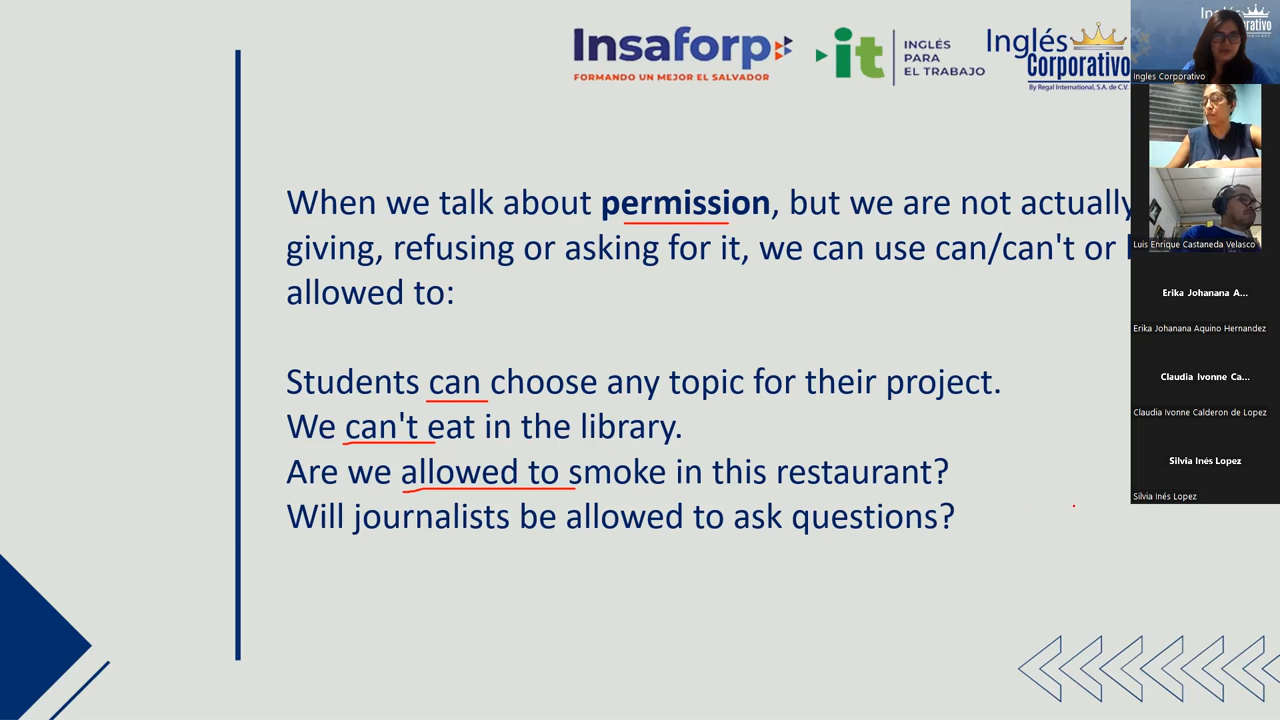 Insaforp
FORMANDO UN MEJOR EL SALVADOR
it
INGLÉS
PARA
EL TRABAJO
Inglés
Corporativo
By Regal International, S.A. de C.V.
When we talk about permission, but we are not actually
giving, refusing or asking for it, we can use can/can't or
allowed to:
Students can choose any topic for their project.
We can't eat in the library.
Are we allowed to smoke in this restaurant?
Will journalists be allowed to ask questions?
Ingles Corporativo
Luis Enrique Castaneda Velasco
Erika Johanana A...
Erika Johanana Aquino Hernandez
Claudia Ivonne Ca...
Claudia Ivonne Calderon de Lopez
Silvia Inés Lopez
Silvia Inés Lopez